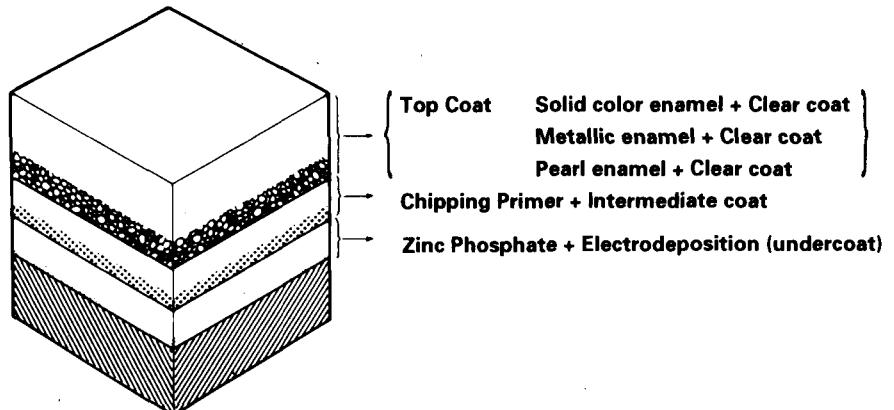 Top Coat Solid color enamel + Clear coat
Metallic enamel + Clear coat
Pearl enamel + Clear coat
Chipping Primer + Intermediate coat
Zinc Phosphate + Electrodeposition (undercoat)